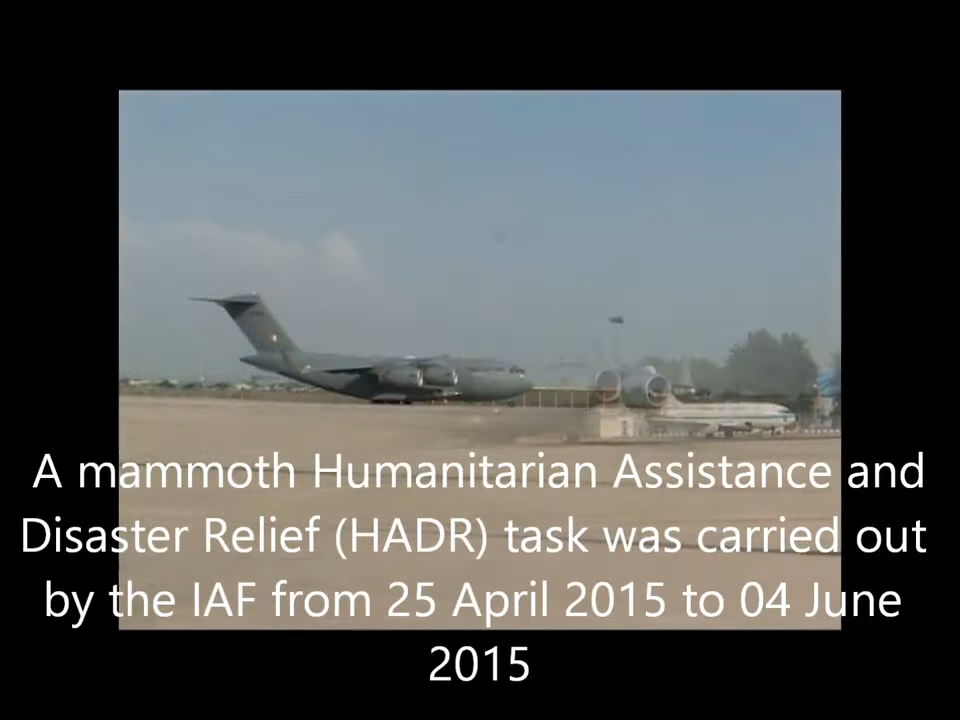 A mammoth Humanitarian Assistance and
Disaster Relief (HADR) task was carried out
by the IAF from 25 April 2015 to 04 June
2015